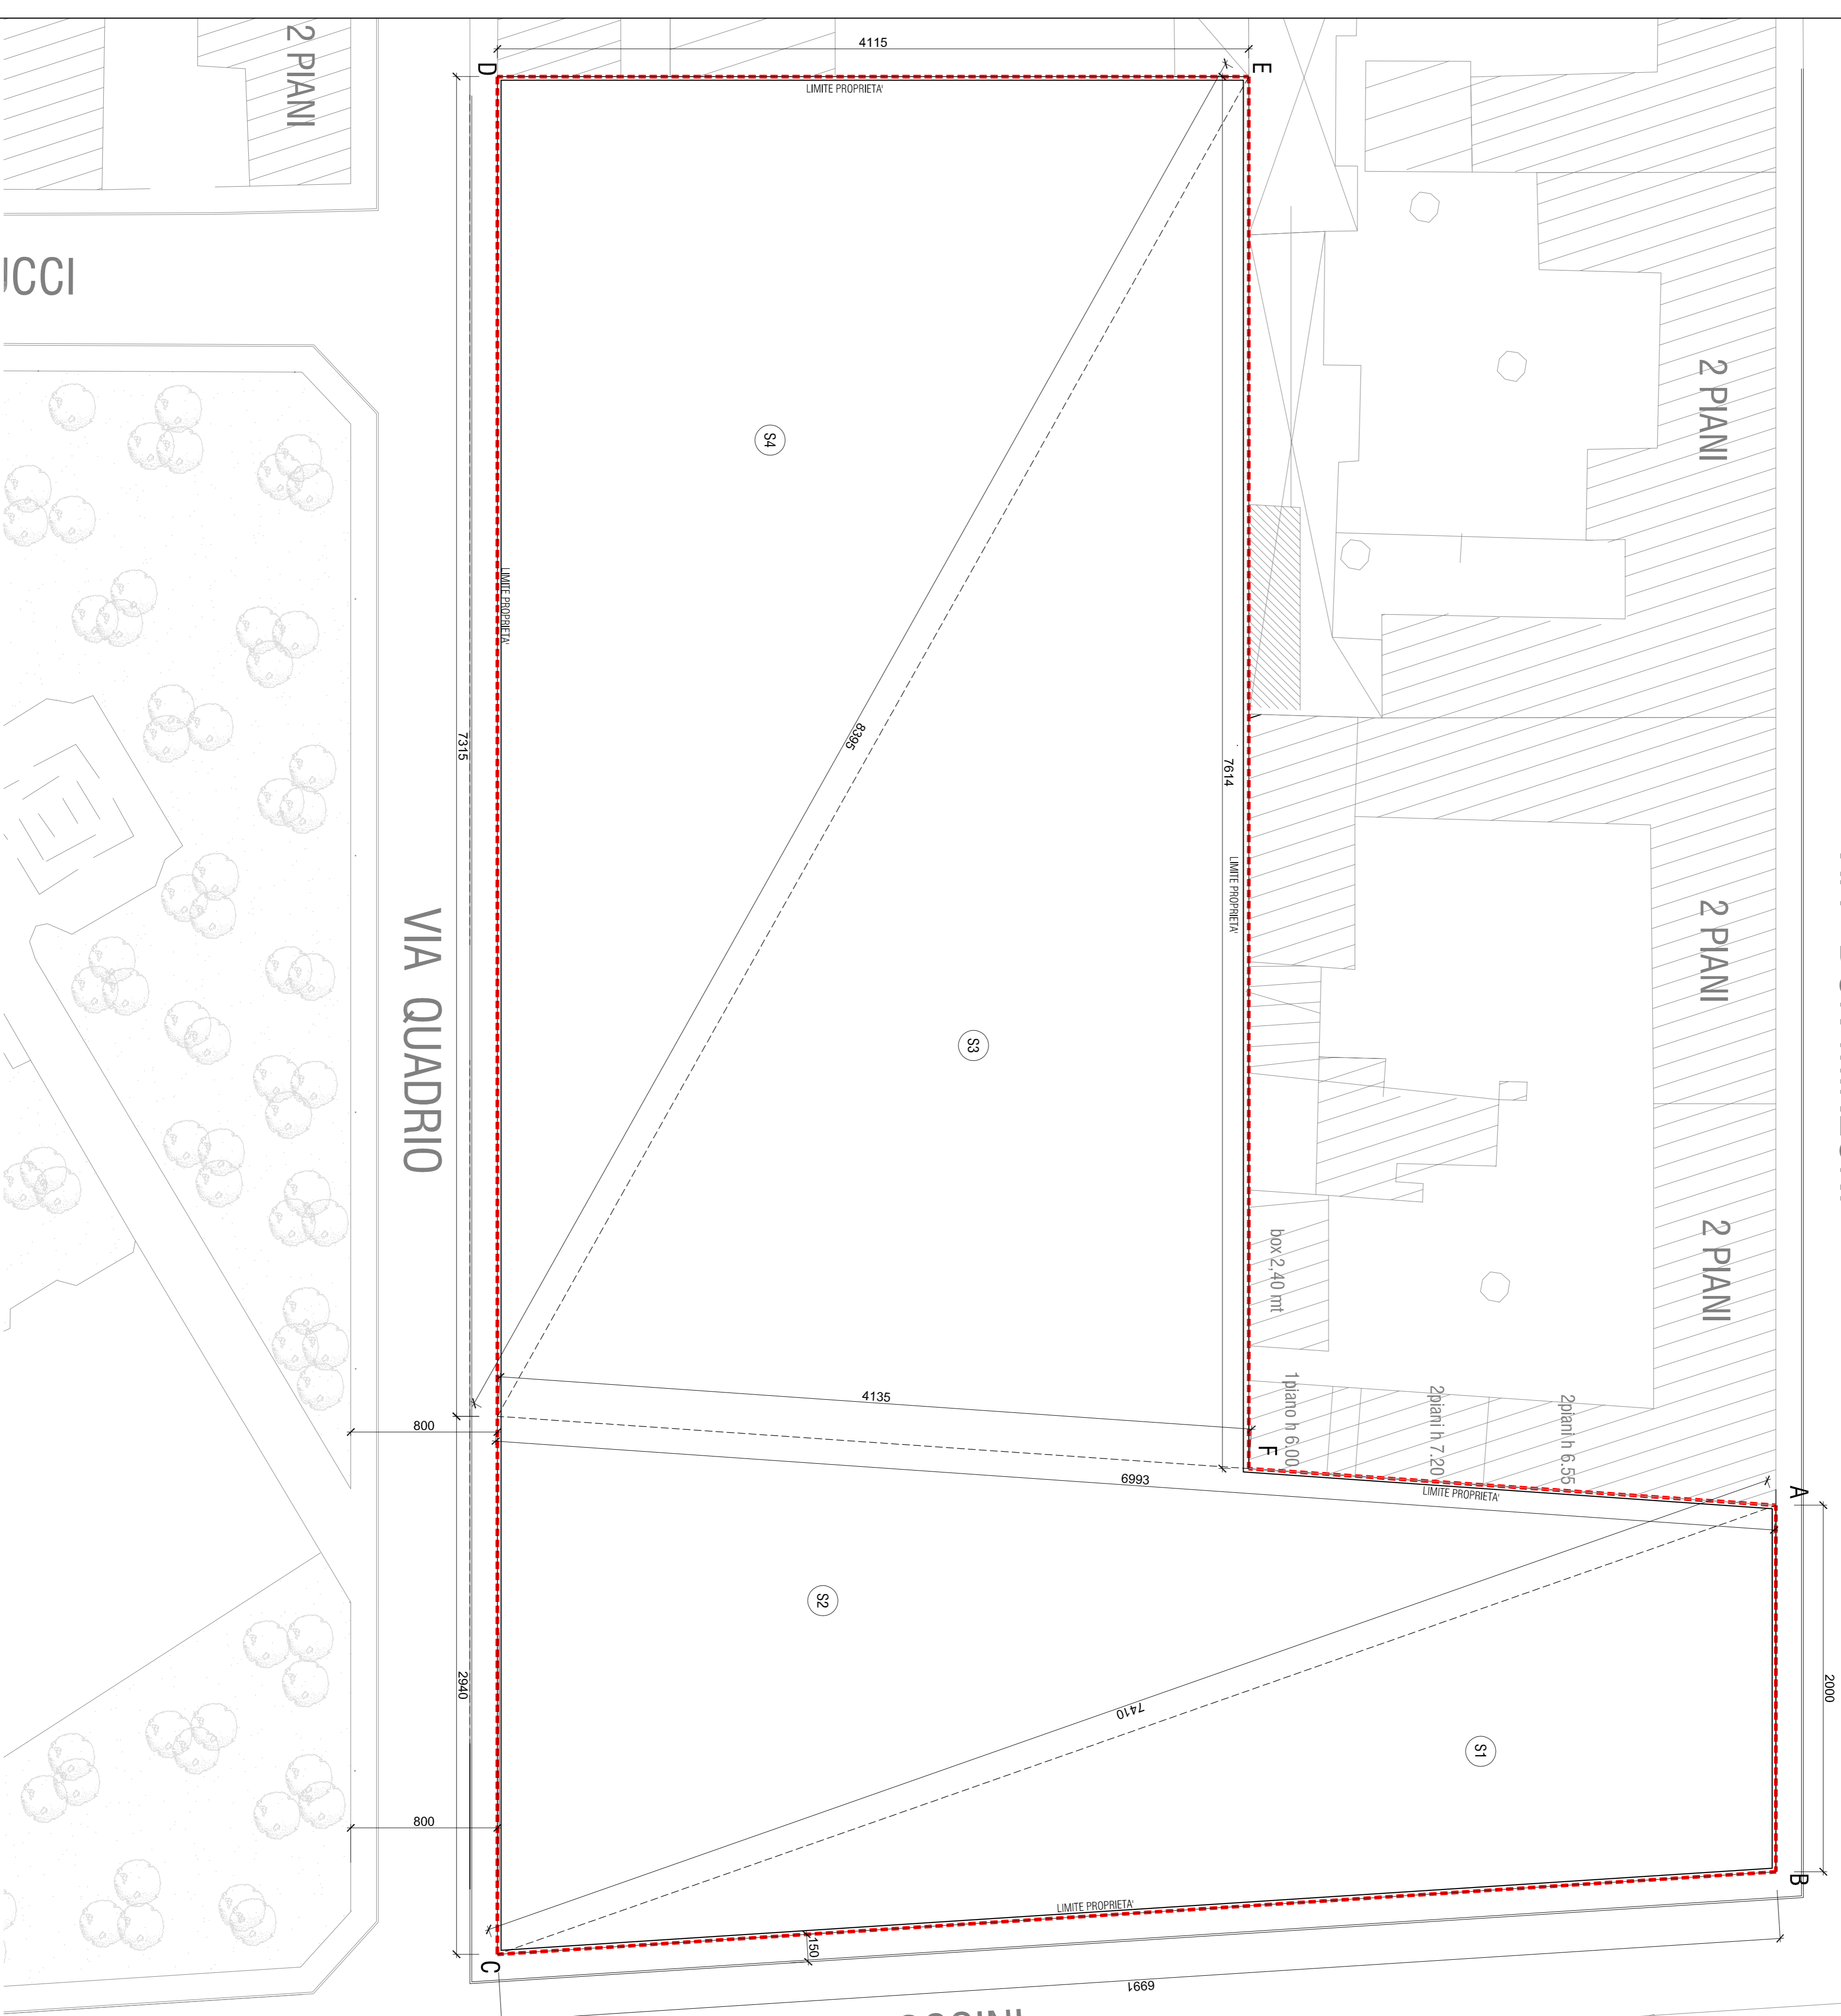 2 PIANI
4115
D
E
LIMITE PROPRIETA'
S4
2 PIANI
LIMITE PROPRIETA'
7315
8395
7614
LIMITE PROPRIETA'
VIA QUADRIO
2 PIANI
S3
box 2,40 mt
2 PIANI
1piano h 6.00
2piani h 7.20
2piani h 6.55
4135
800
F
6993
LIMITE PROPRIETA'
A
S2
2940
2000
7410
S1
800
LIMITE PROPRIETA'
B
150
C
6991